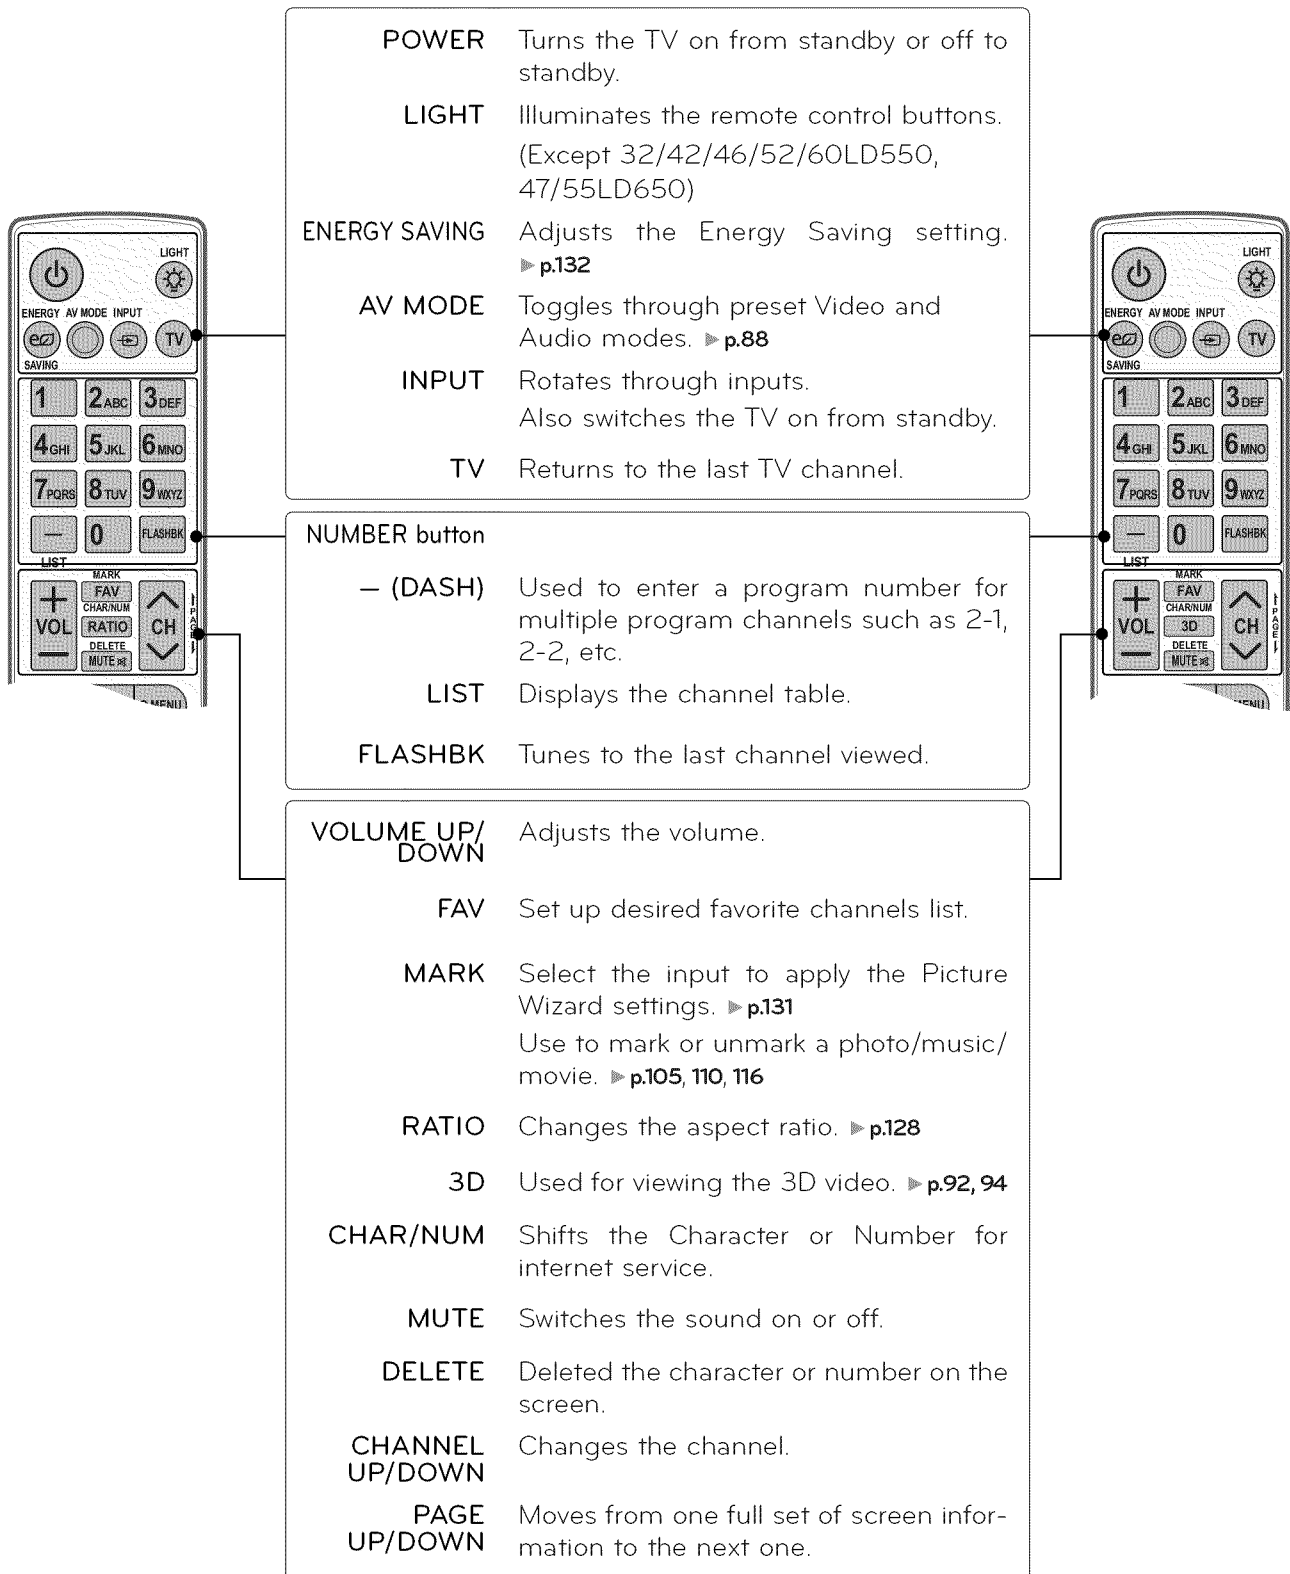 POWER Turns the TV on from standby or off to
standby.
LIGHT Illuminates the remote control buttons.
(Except 32/42/46/52/60LD550,
47/55LD650)
ENERGY SAVING Adjusts the Energy Saving setting.
▶ p.132
AV MODE Toggles through preset Video and
Audio modes. ▶ p.88
INPUT Rotates through inputs.
Also switches the TV on from standby.
TV Returns to the last TV channel.
NUMBER button
— (DASH) Used to enter a program number for
multiple program channels such as 2-1,
2-2, etc.
LIST Displays the channel table.
FLASHBK Tunes to the last channel viewed.
VOLUME UP/
DOWN Adjusts the volume.
FAV Set up desired favorite channels list.
MARK Select the input to apply the Picture
Wizard settings. ▶ p.131
Use to mark or unmark a photo/music/
movie. ▶ p.105, 110, 116
RATIO Changes the aspect ratio. ▶ p.128
3D Used for viewing the 3D video. ▶ p.92, 94
CHAR/NUM Shifts the Character or Number for
internet service.
MUTE Switches the sound on or off.
DELETE Deleted the character or number on the
screen.
CHANNEL
UP/DOWN Changes the channel.
PAGE
UP/DOWN Moves from one full set of screen infor-
mation to the next one.
LIGHT
ENERGY AV MODE INPUT
TV
SAVING
1 2ABC 3DEF
4GHI 5JKL 6MNO
7PQRS 8TUV 9WXYZ
— 0 FLASHBK
LIST
MARK
FAV
CHAR/NUM
VOL RATIO CH
PAGE
DELETE
MUTE
MENU
LIGHT
ENERGY AV MODE INPUT
TV
SAVING
1 2ABC 3DEF
4GHI 5JKL 6MNO
7PQRS 8TUV 9WXYZ
— 0 FLASHBK
LIST
MARK
FAV
CHAR/NUM
VOL 3D CH
PAGE
DELETE
MUTE
MENU